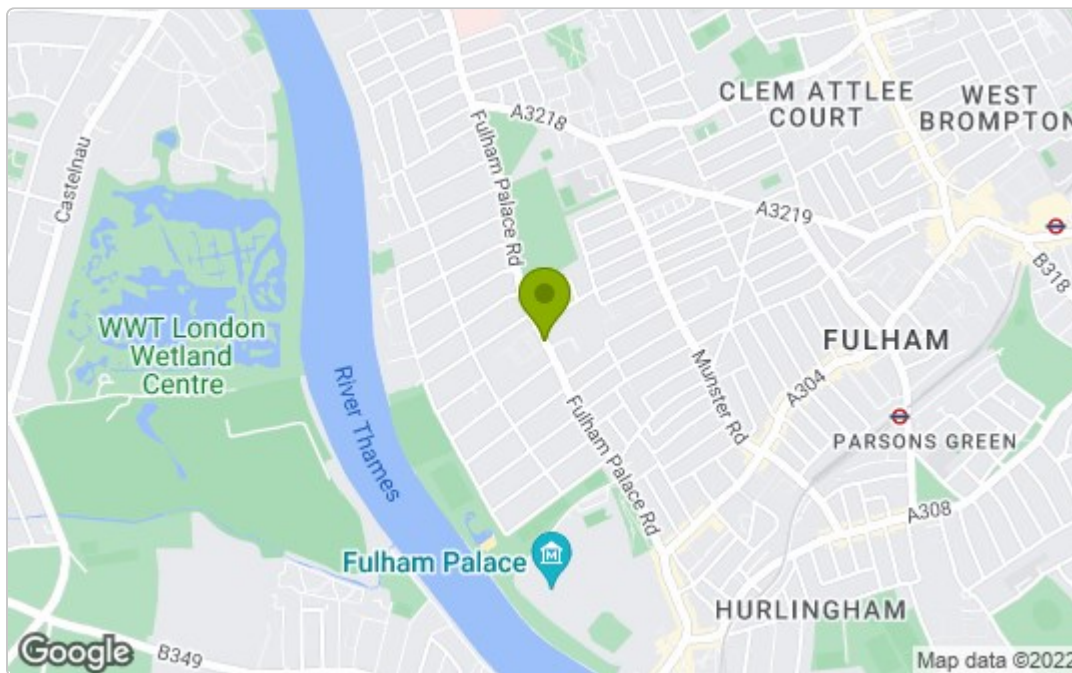 CLEM ATTLEE
COURT
WEST
BROMPTON
A3218
Fulham Palace Rd
Castelnau
A3219
B318
WWT London
Wetland
Centre
FULHAM
River Thames
Munster Rd
A304
Fulham Palace Rd
PARSONS GREEN
A308
Fulham Palace
M
HURLINGHAM
Google
B349
Map data ©2022